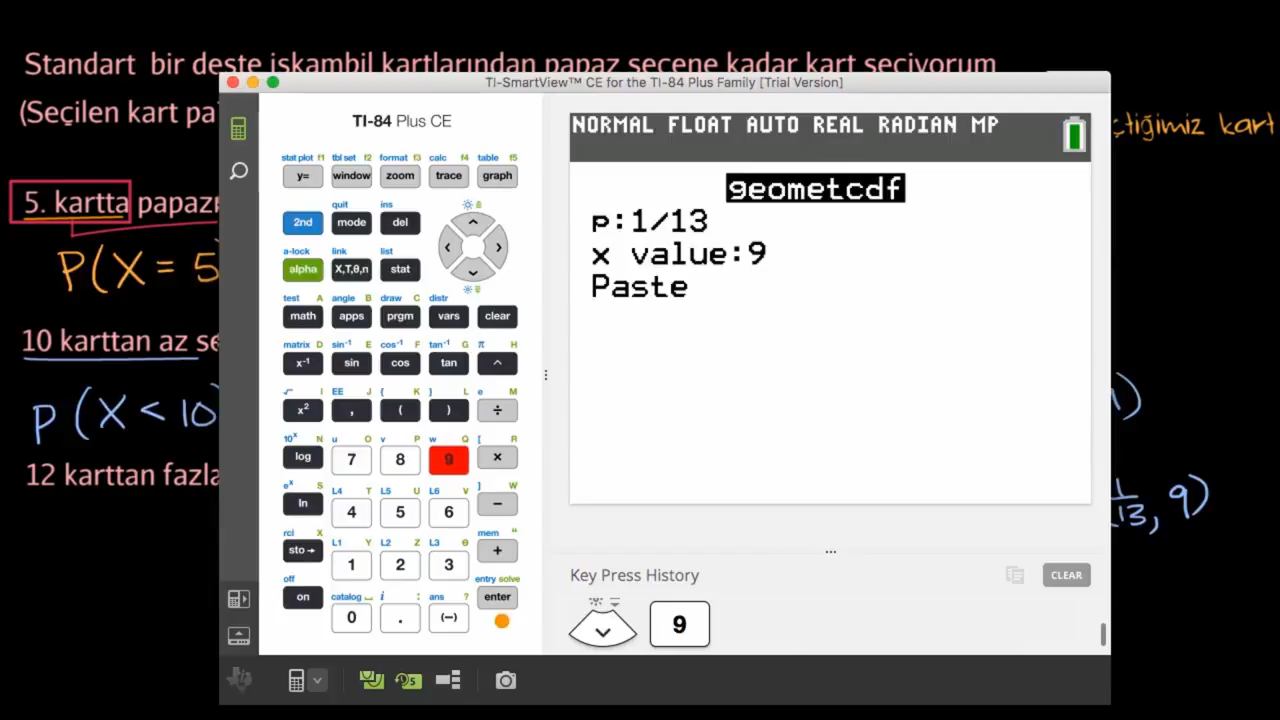 Standart bir deste iskambil kartlarından papaz seçene kadar kart seçiyorum
TI-SmartView™ CE for the TI-84 Plus Family [Trial Version]
(Seçilen kart
çtiğimiz kart
5. kartta
P(X = 5
10 karttan az
P(X < 10
1)
12 karttan fazla
1/13, 9)
TI-84 Plus CE
stat plot f1 tbl set f2 format f3 calc f4 table f5
y= window zoom trace graph
quit ins
2nd mode del
a-lock link list
alpha X,T,θ,n stat
test A angle B draw C distr
math apps prgm vars clear
matrix D sin⁻¹ E cos⁻¹ F tan⁻¹ G π H
x⁻¹ sin cos tan ^
√ I EE J { K } L e M
x² , ( ) ÷
10ˣ N u O v P w Q [ R
log 7 8 9 ×
eˣ S L4 T L5 U L6 V ] W
ln 4 5 6 −
rci X L1 Y L2 Z L3 θ mem "
sto→ 1 2 3 +
off catalog i : ans ? entry solve
on 0 . (−) enter
NORMAL FLOAT AUTO REAL RADIAN MP
geometcdf
p:1/13
x value:9
Paste
Key Press History
CLEAR
9
5